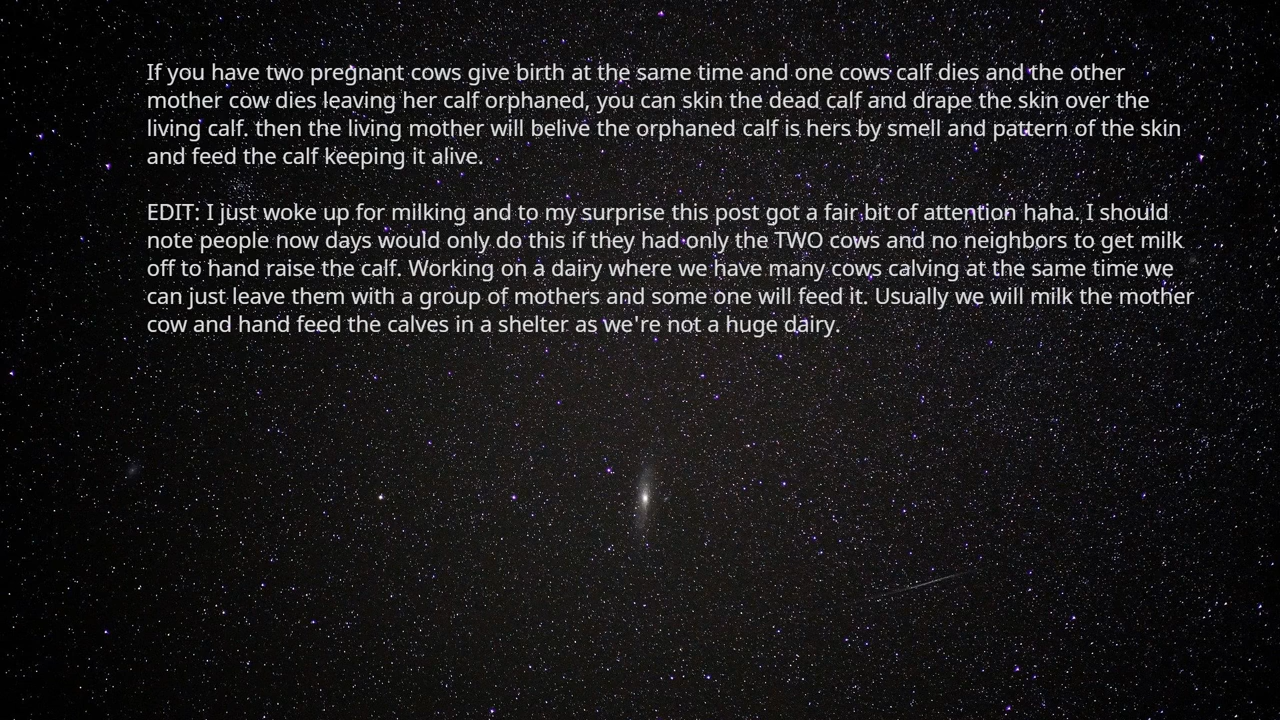 If you have two pregnant cows give birth at the same time and one cows calf dies and the other
mother cow dies leaving her calf orphaned, you can skin the dead calf and drape the skin over the
living calf. then the living mother will belive the orphaned calf is hers by smell and pattern of the skin
and feed the calf keeping it alive.
EDIT: I just woke up for milking and to my surprise this post got a fair bit of attention haha. I should
note people now days would only do this if they had only the TWO cows and no neighbors to get milk
off to hand raise the calf. Working on a dairy where we have many cows calving at the same time we
can just leave them with a group of mothers and some one will feed it. Usually we will milk the mother
cow and hand feed the calves in a shelter as we're not a huge dairy.